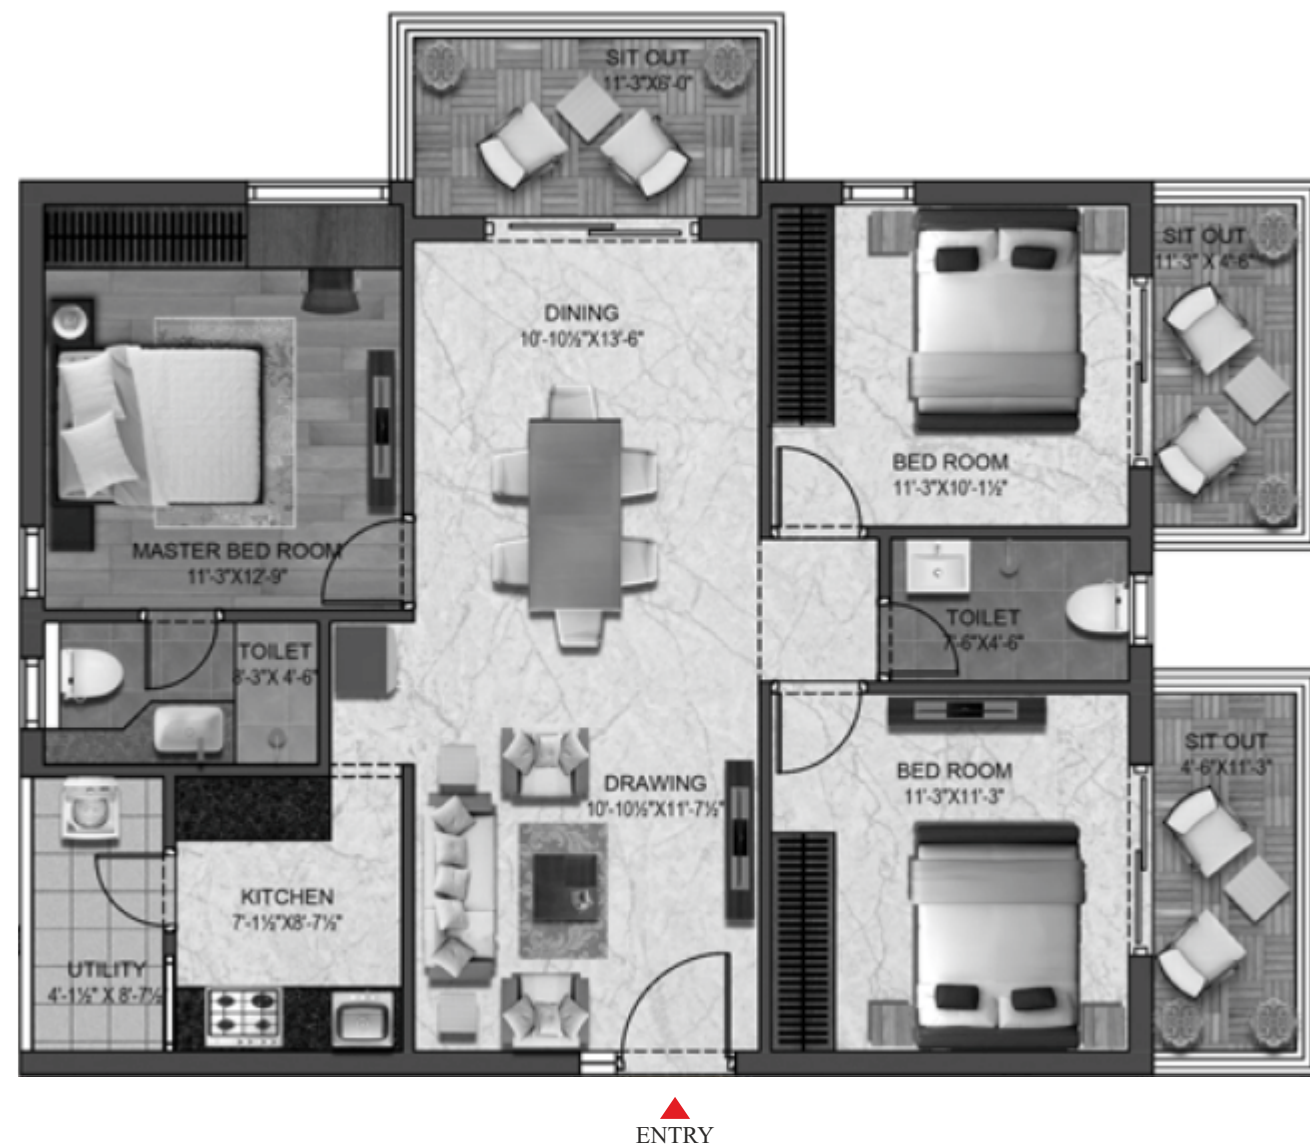 SIT OUT
11'-3"X6'-0"
SIT OUT
11'-3" X 4'-6"
DINING
10'-10½"X13'-6"
BED ROOM
11'-3"X10'-1½"
MASTER BED ROOM
11'-3"X12'-9"
TOILET
7'-6"X4'-6"
TOILET
8'-3"X 4'-6"
SIT OUT
4'-6"X11'-3"
BED ROOM
11'-3"X11'-3"
DRAWING
10'-10½"X11'-7½"
KITCHEN
7'-1½"X8'-7½"
UTILITY
4'-1½" X 8'-7½
ENTRY